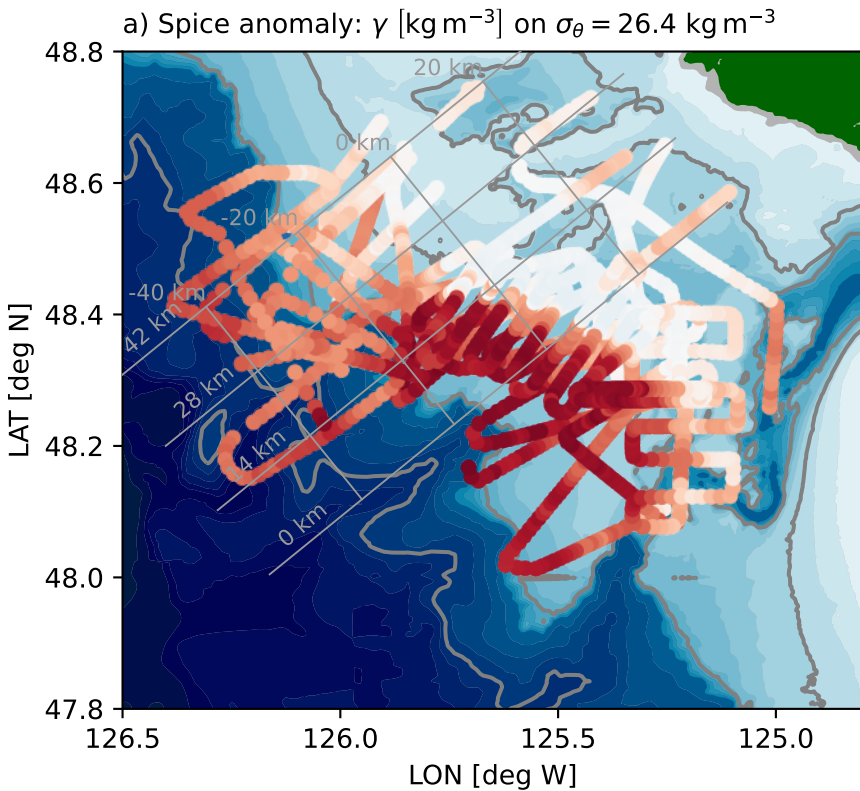 a) Spice anomaly: γ [kg m⁻³] on σ_θ = 26.4 kg m⁻³
48.8
20 km
0 km
48.6
-20 km
-40 km
48.4
42 km
28 km
LAT [deg N]
48.2
14 km
0 km
48.0
47.8
126.5
126.0
125.5
125.0
LON [deg W]